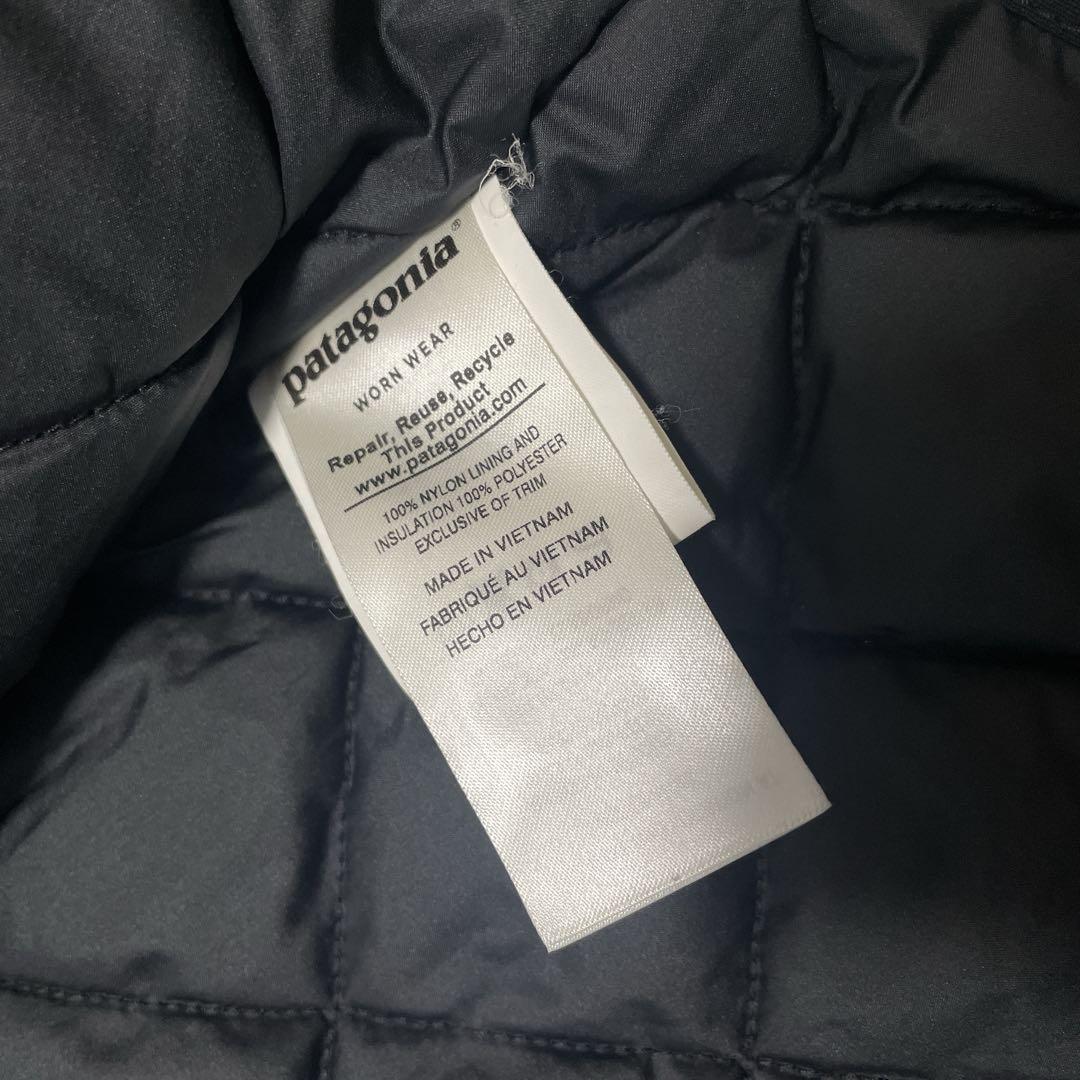 patagonia®
WORN WEAR
Repair, Reuse, Recycle
This Product
www.patagonia.com
100% NYLON LINING AND
INSULATION 100% POLYESTER
EXCLUSIVE OF TRIM
MADE IN VIETNAM
FABRIQUÉ AU VIETNAM
HECHO EN VIETNAM